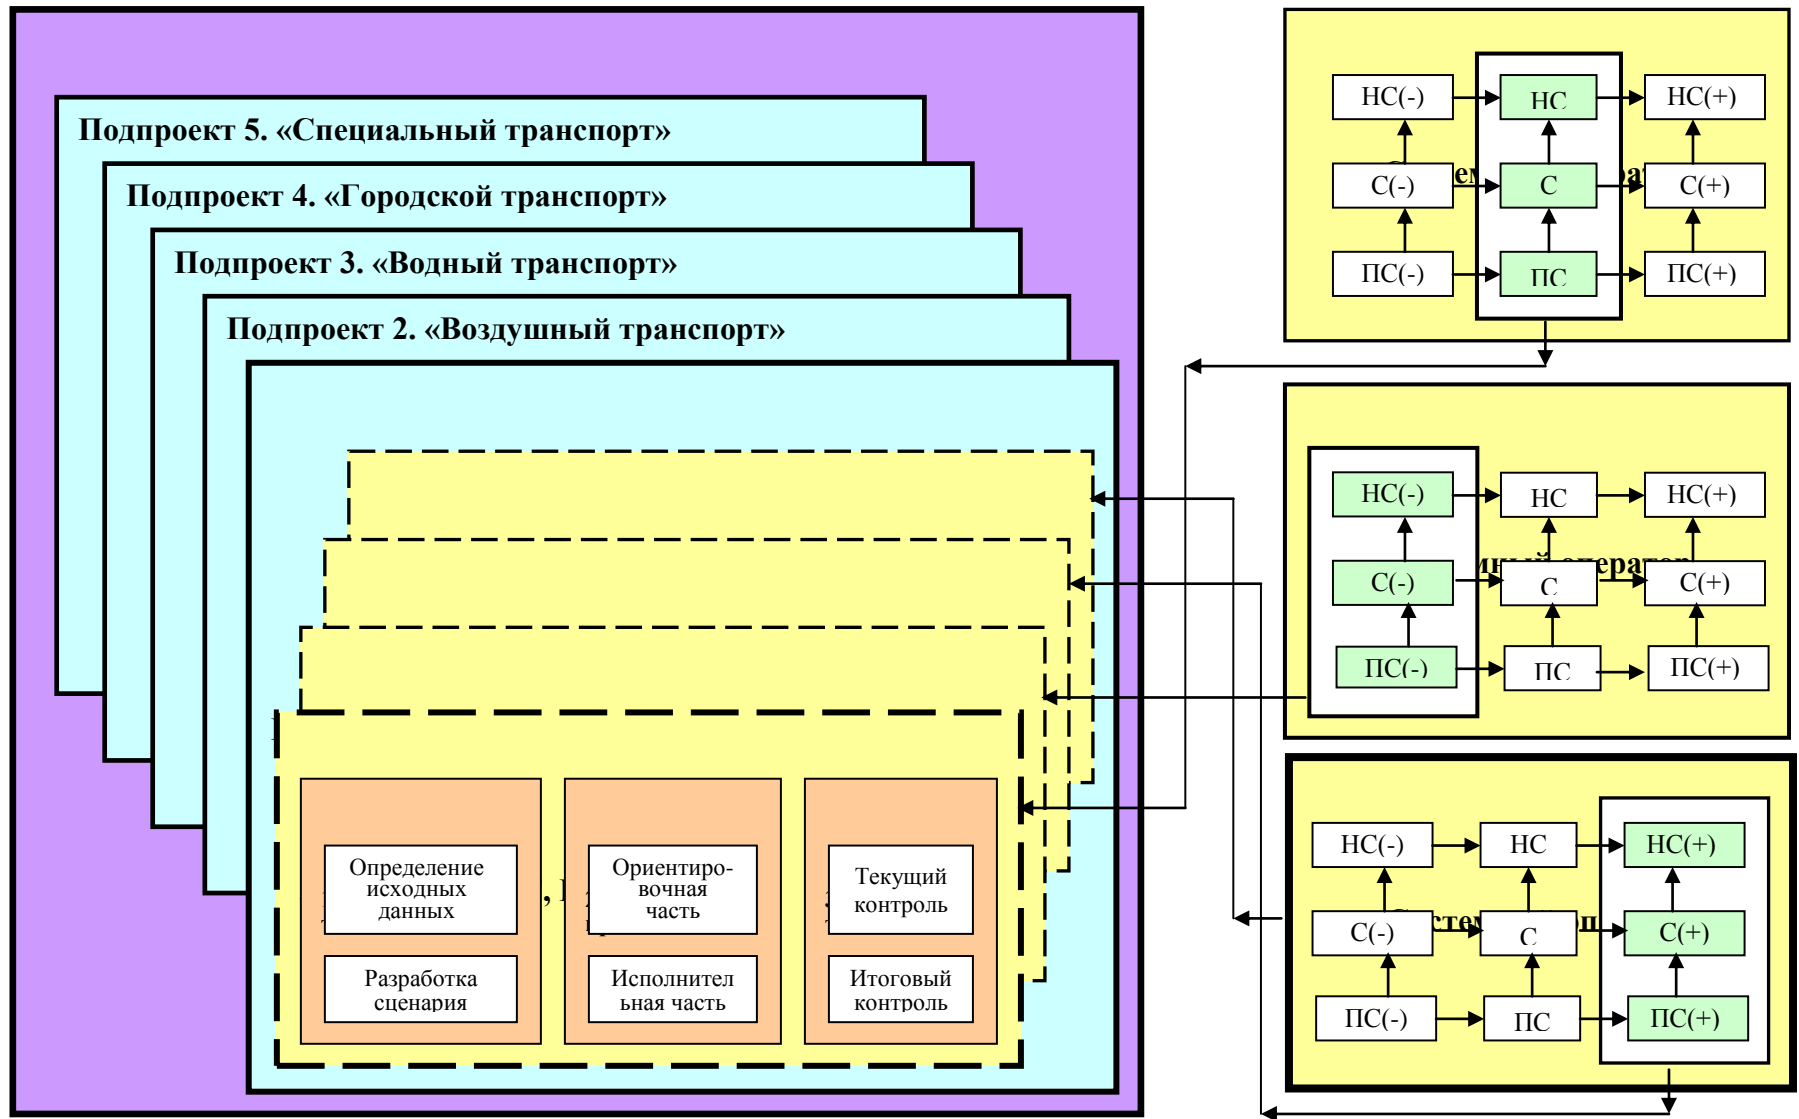 Подпроект 5. «Специальный транспорт»
Подпроект 4. «Городской транспорт»
Подпроект 3. «Водный транспорт»
Подпроект 2. «Воздушный транспорт»
Определение
исходных
данных
Разработка
сценария
Ориентиро-
вочная
часть
Исполнител
ьная часть
Текущий
контроль
Итоговый
контроль
НС(-)
НС
НС(+)
С(-)
С
С(+)
ПС(-)
ПС
ПС(+)
НС(-)
НС
НС(+)
С(-)
С
С(+)
ПС(-)
ПС
ПС(+)
НС(-)
НС
НС(+)
С(-)
С
С(+)
ПС(-)
ПС
ПС(+)